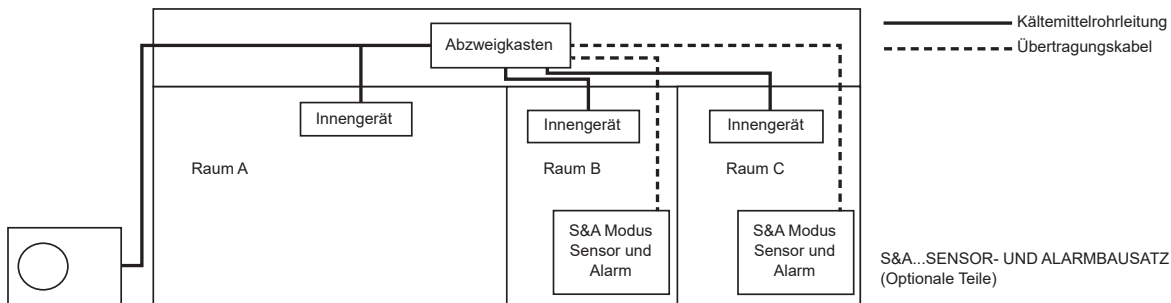 Abzweigkasten
Kältemittelrohrleitung
Übertragungskabel
Innengerät
Innengerät
Innengerät
Raum A
Raum B
Raum C
S&A Modus
Sensor und
Alarm
S&A Modus
Sensor und
Alarm
S&A...SENSOR- UND ALARMBAUSATZ
(Optionale Teile)